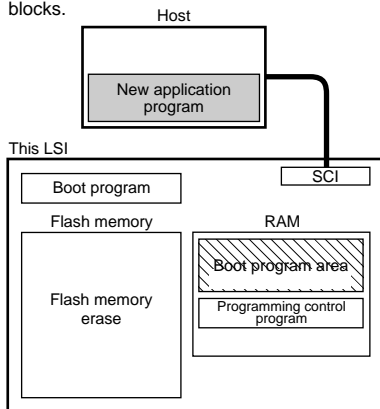 blocks.
Host
New application
program
This LSI
SCI
Boot program
Flash memory
RAM
Boot program area
Flash memory
erase
Programming control
program